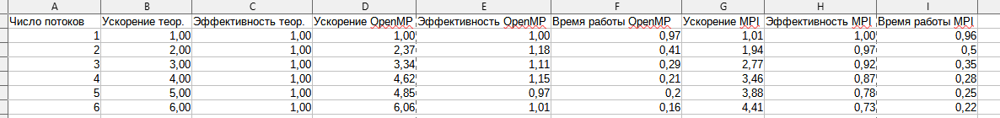 A B C D E F G H I
Число потоков Ускорение теор. Эффективность теор. Ускорение OpenMP Эффективность OpenMP Время работы OpenMP Ускорение MPI Эффективность MPI Время работы MPI
1 1,00 1,00 1,00 1,00 0,97 1,01 1,00 0,96
2 2,00 1,00 2,37 1,18 0,41 1,94 0,97 0,5
3 3,00 1,00 3,34 1,11 0,29 2,77 0,92 0,35
4 4,00 1,00 4,62 1,15 0,21 3,46 0,87 0,28
5 5,00 1,00 4,85 0,97 0,2 3,88 0,78 0,25
6 6,00 1,00 6,06 1,01 0,16 4,41 0,73 0,22